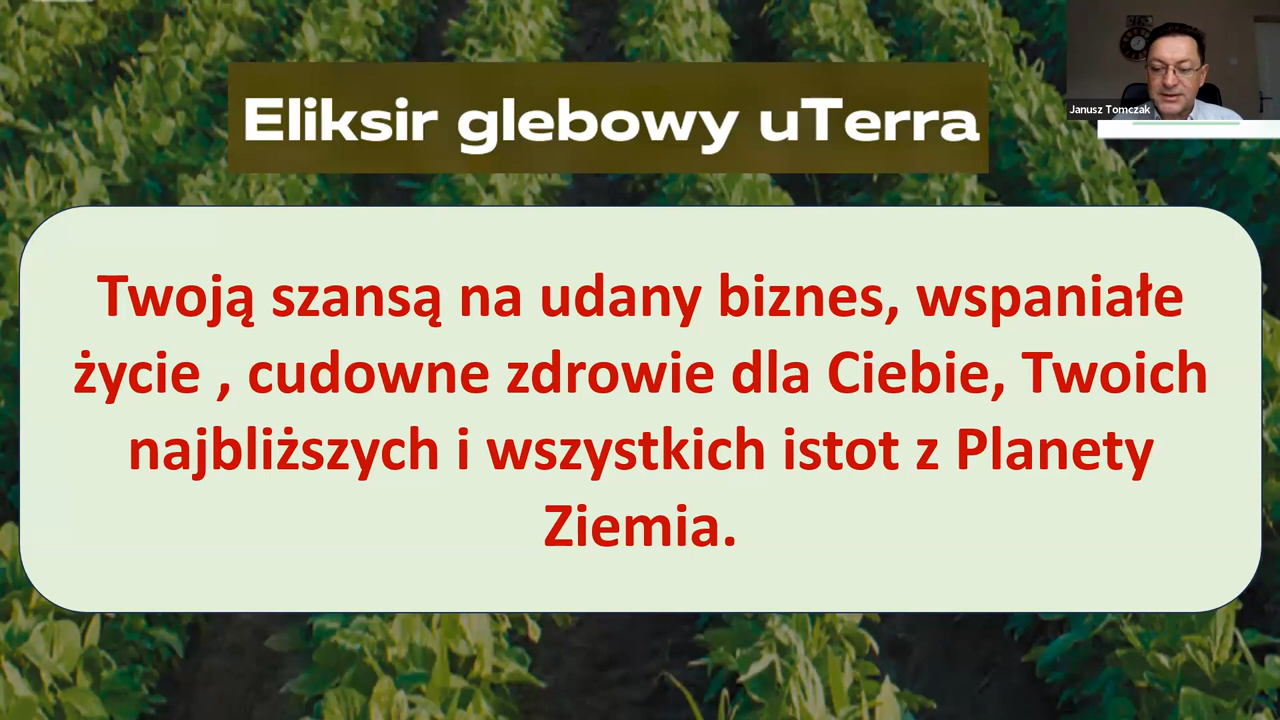 Eliksir glebowy uTerra
Janusz Tomczak
Twoją szansą na udany biznes, wspaniałe
życie , cudowne zdrowie dla Ciebie, Twoich
najbliższych i wszystkich istot z Planety
Ziemia.